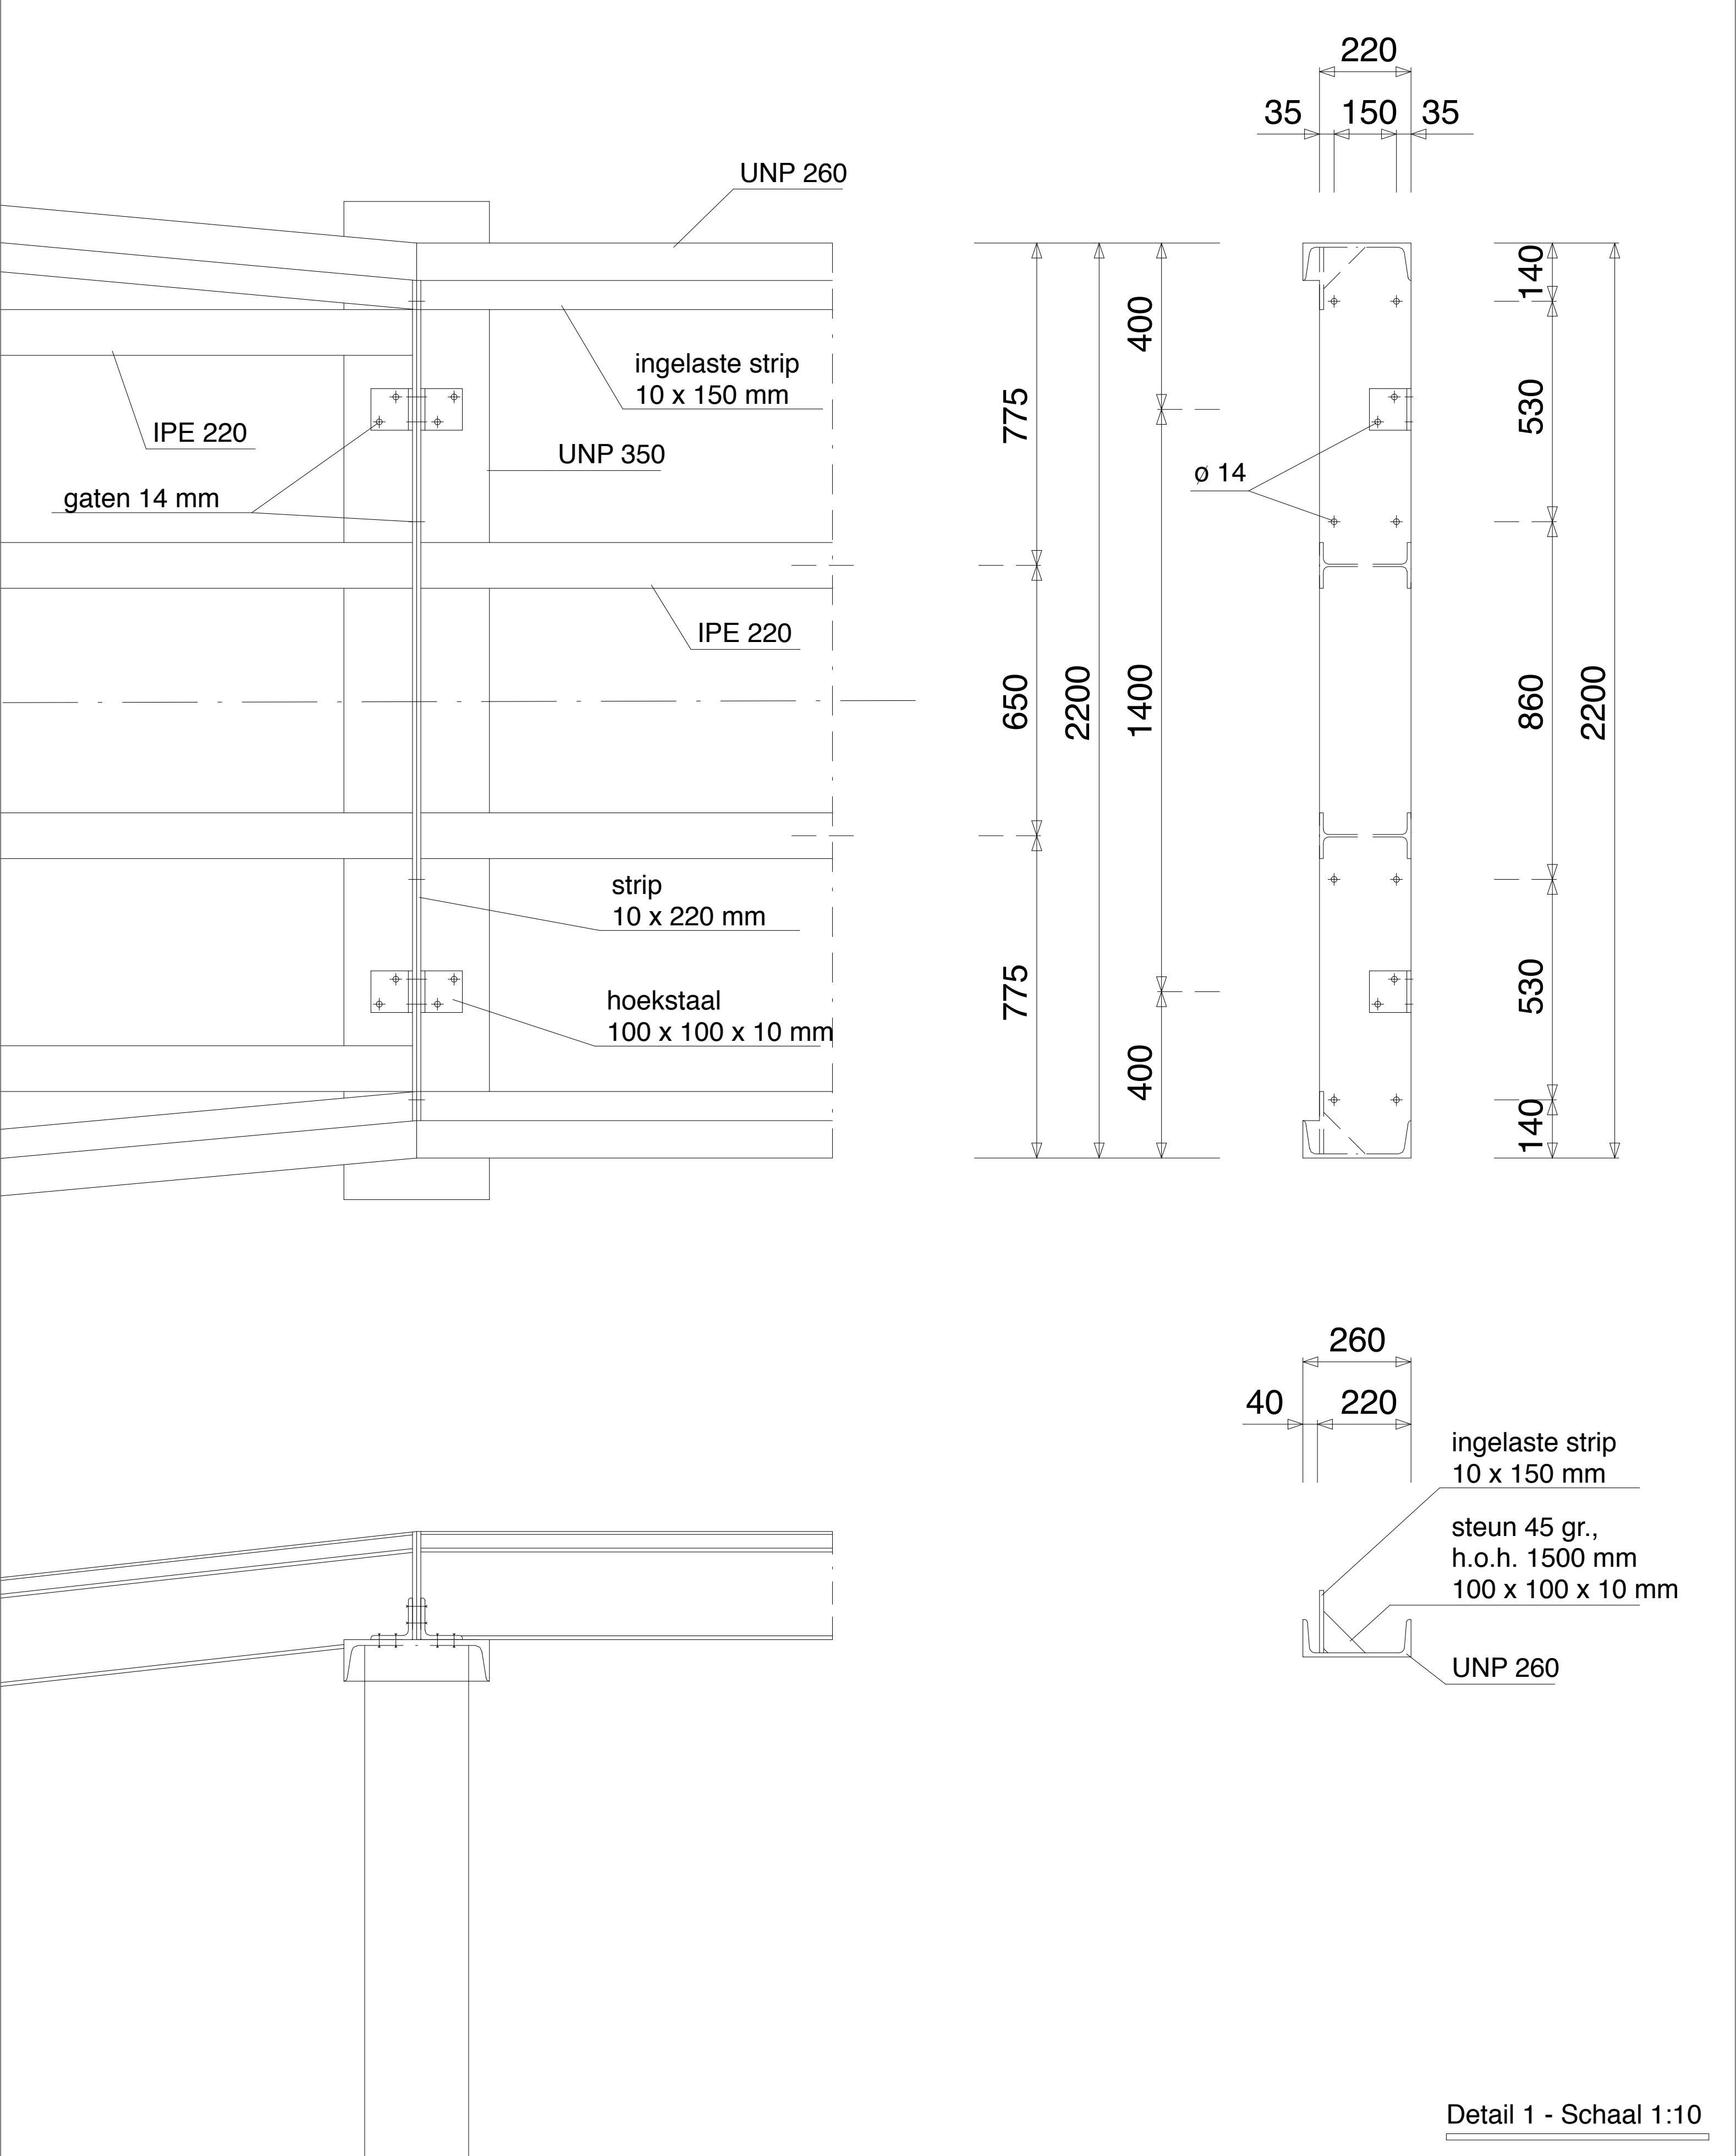 220
35 150 35
UNP 260
ingelaste strip
10 x 150 mm
IPE 220
UNP 350
gaten 14 mm
IPE 220
strip
10 x 220 mm
hoekstaal
100 x 100 x 10 mm
775
650
775
2200
400
1400
400
ø 14
140
530
860
530
140
2200
260
40 220
ingelaste strip
10 x 150 mm
steun 45 gr.,
h.o.h. 1500 mm
100 x 100 x 10 mm
UNP 260
Detail 1 - Schaal 1:10